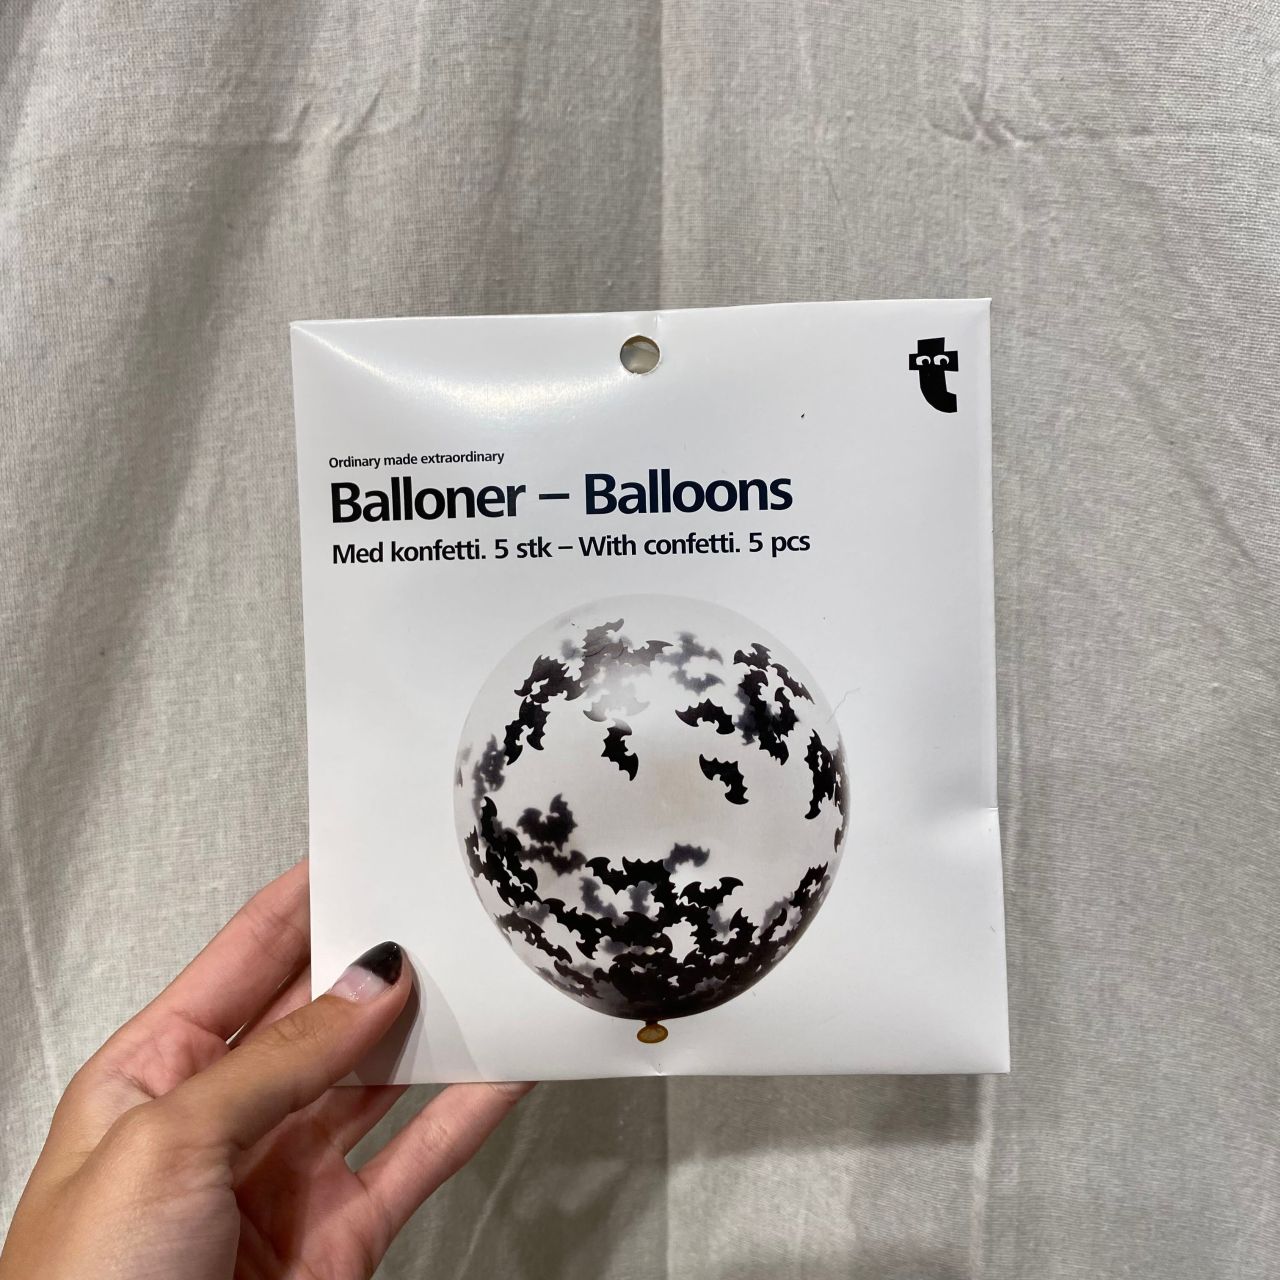 Ordinary made extraordinary
Balloner – Balloons
Med konfetti. 5 stk – With confetti. 5 pcs
t